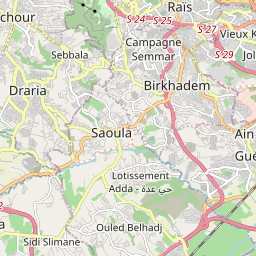 Raïs
S 24
S 25
S 27
chour
Campagne
Semmar
Vieux K
Sebbala
S 29
Jol
Draria
Birkhadem
Saoula
Ain
Gué
Lotissement
Adda - حي عدة
Ouled Belhadj
Sidi Slimane